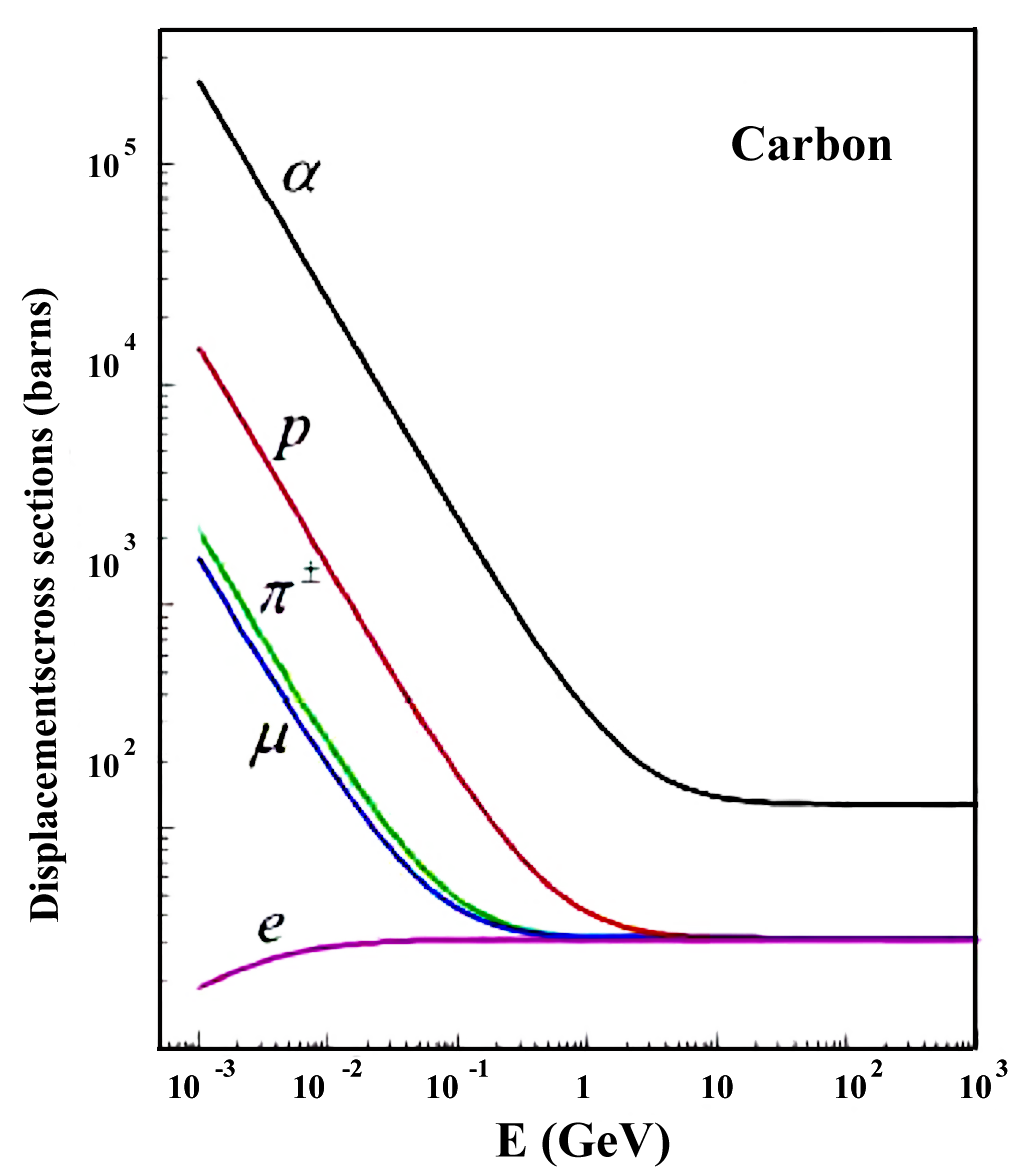 Carbon
α
p
π±
μ
e
Displacementscross sections (barns)
10^5
10^4
10^3
10^2
10^-3 10^-2 10^-1 1 10 10^2 10^3
E (GeV)